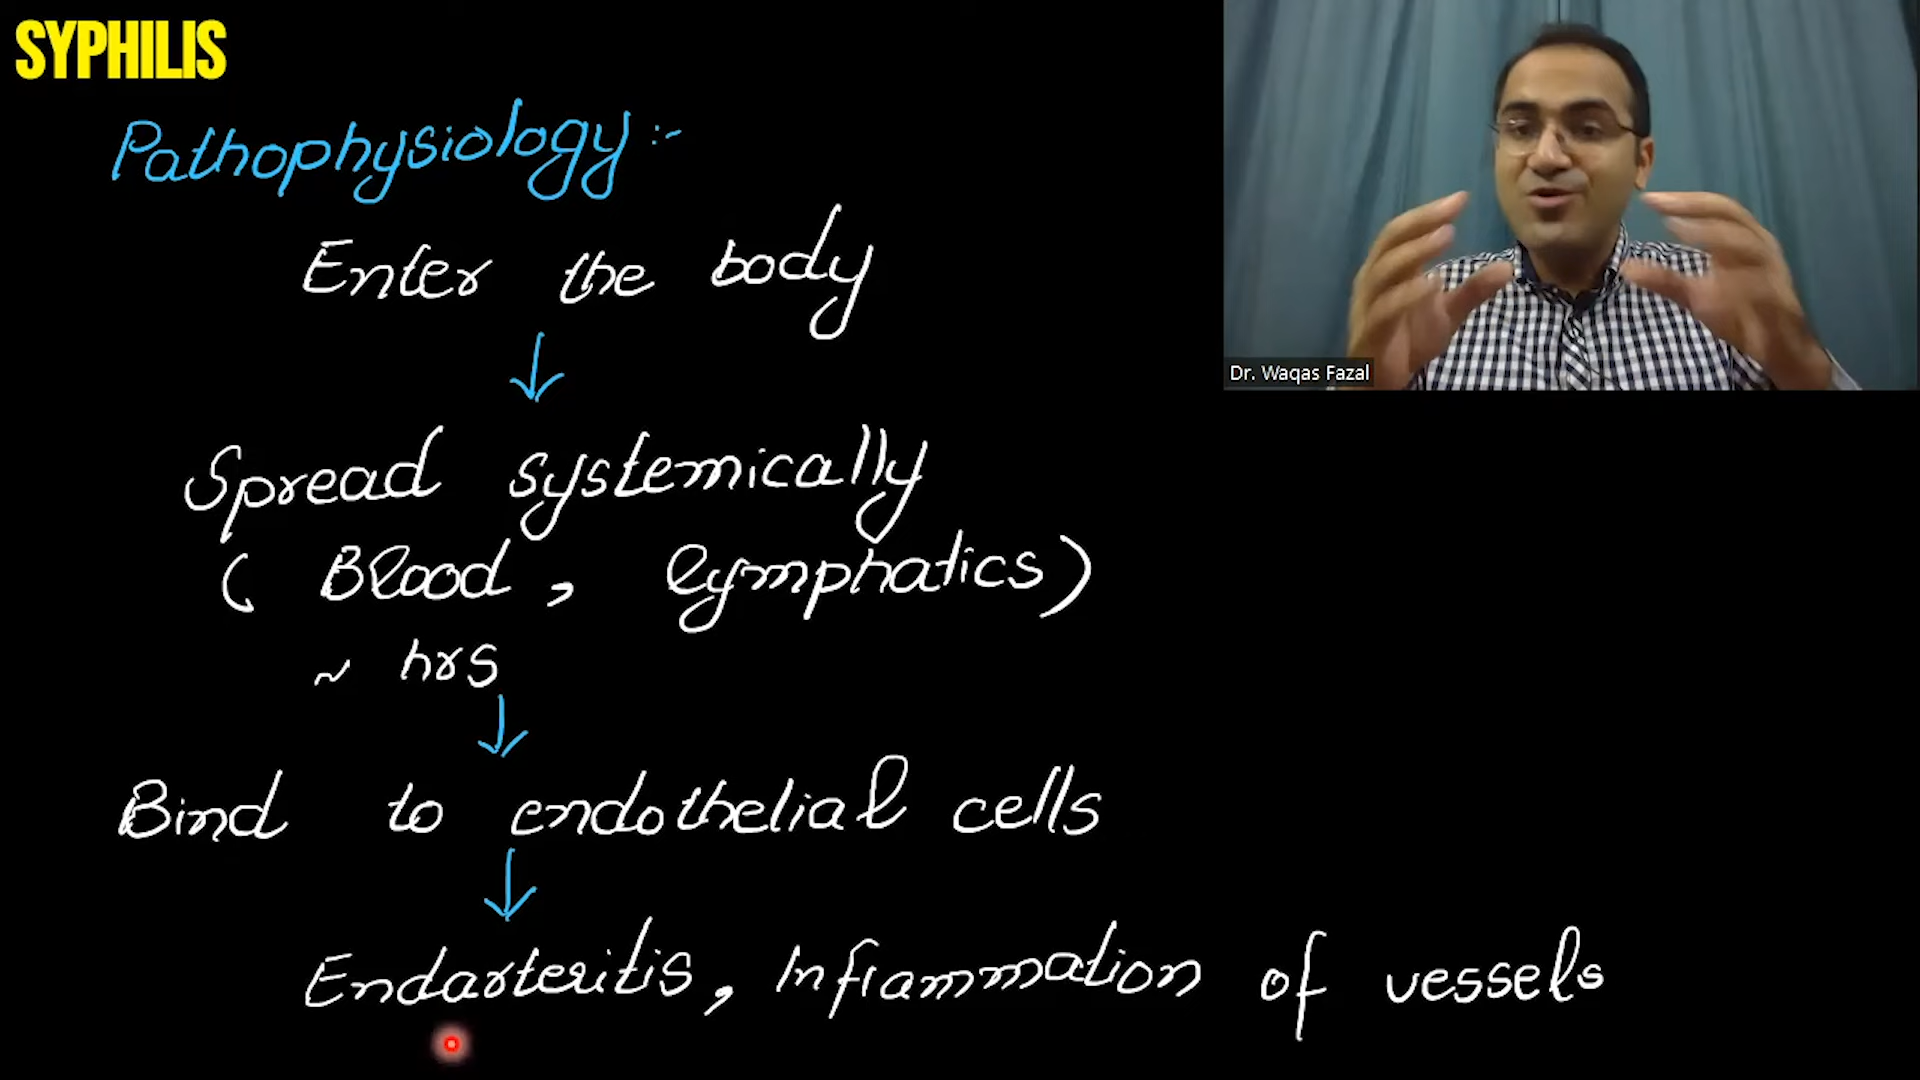 SYPHILIS
Pathophysiology:-
Enter the body
Spread systemically
( Blood, lymphatics)
~ hrs
Bind to endothelial cells
Endarteritis, Inflammation of vessels
Dr. Waqas Fazal